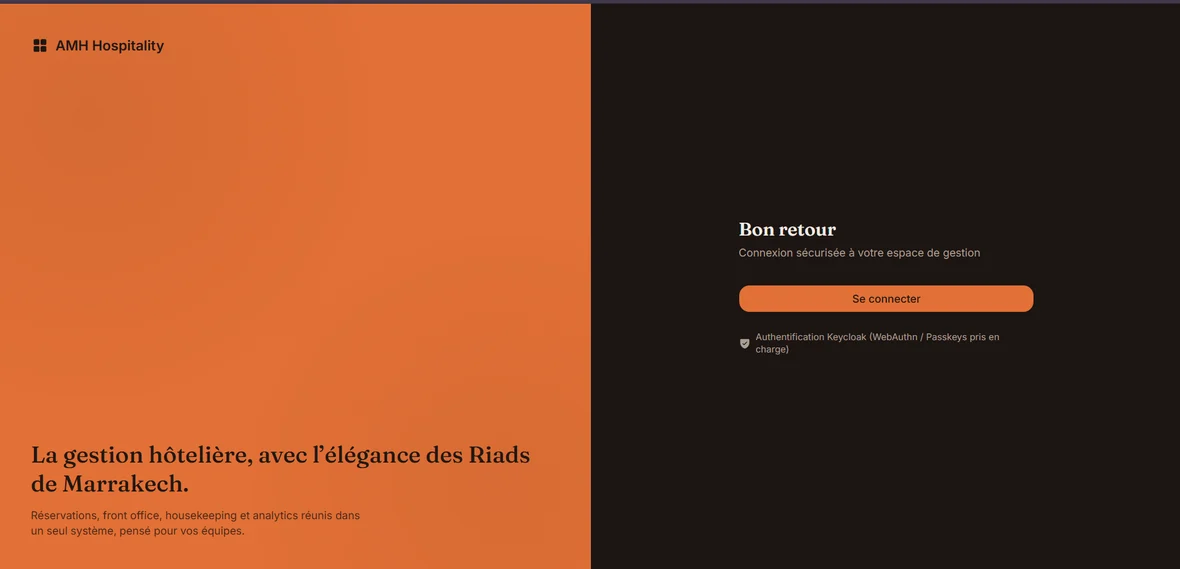 AMH Hospitality
La gestion hôtelière, avec l’élégance des Riads
de Marrakech.
Réservations, front office, housekeeping et analytics réunis dans
un seul système, pensé pour vos équipes.
Bon retour
Connexion sécurisée à votre espace de gestion
Se connecter
Authentification Keycloak (WebAuthn / Passkeys pris en
charge)